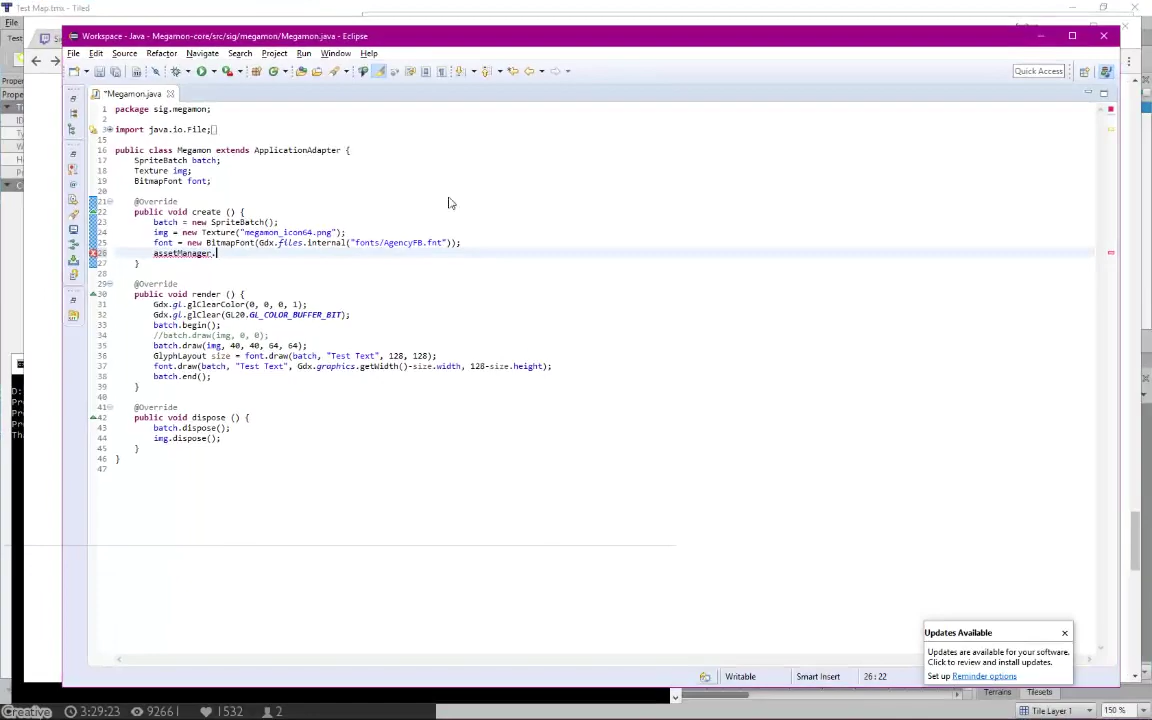 Test Map.tmx - Tiled
File
Workspace - Java - Megamon-core/src/sig/megamon/Megamon.java - Eclipse
File Edit Source Refactor Navigate Search Project Run Window Help
Quick Access
*Megamon.java
1 package sig.megamon;
2
3 import java.io.File;
15
16 public class Megamon extends ApplicationAdapter {
17 SpriteBatch batch;
18 Texture img;
19 BitmapFont font;
20
21 @Override
22 public void create () {
23 batch = new SpriteBatch();
24 img = new Texture("megamon_icon64.png");
25 font = new BitmapFont(Gdx.files.internal("fonts/AgencyFB.fnt"));
26 assetManager.
27 }
28
29 @Override
30 public void render () {
31 Gdx.gl.glClearColor(0, 0, 0, 1);
32 Gdx.gl.glClear(GL20.GL_COLOR_BUFFER_BIT);
33 batch.begin();
34 //batch.draw(img, 0, 0);
35 batch.draw(img, 40, 40, 64, 64);
36 GlyphLayout size = font.draw(batch, "Test Text", 128, 128);
37 font.draw(batch, "Test Text", Gdx.graphics.getWidth()-size.width, 128-size.height);
38 batch.end();
39 }
40
41 @Override
42 public void dispose () {
43 batch.dispose();
44 img.dispose();
45 }
46 }
47
Updates Available
Updates are available for your software.
Click to review and install updates.
Set up Reminder options
Writable Smart Insert 26:22
Terrains Tilesets
Creative 3:29:23 92661 1532 2
Tile Layer 1 150 %